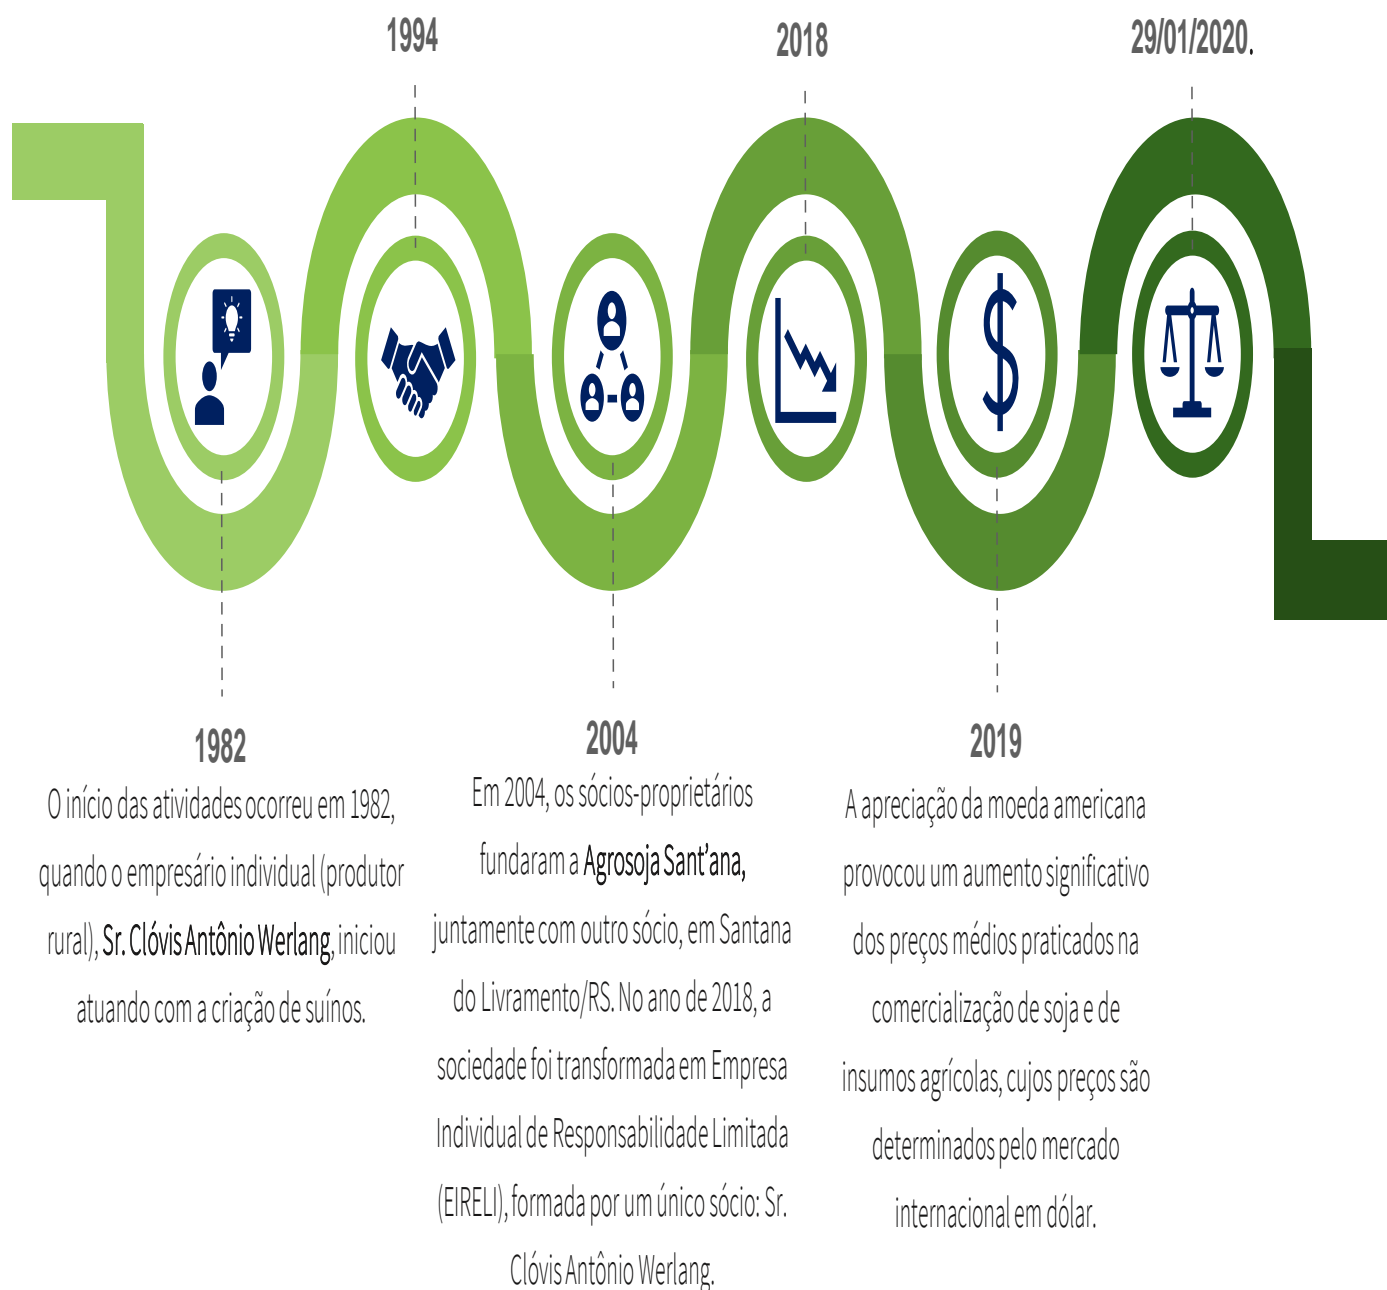 1994
2018
29/01/2020.
1982
O início das atividades ocorreu em 1982,
quando o empresário individual (produtor
rural), Sr. Clóvis Antônio Werlang, iniciou
atuando com a criação de suínos.
2004
Em 2004, os sócios-proprietários
fundaram a Agrosoja Sant’ana,
juntamente com outro sócio, em Santana
do Livramento/RS. No ano de 2018, a
sociedade foi transformada em Empresa
Individual de Responsabilidade Limitada
(EIRELI), formada por um único sócio: Sr.
Clóvis Antônio Werlang.
2019
A apreciação da moeda americana
provocou um aumento significativo
dos preços médios praticados na
comercialização de soja e de
insumos agrícolas, cujos preços são
determinados pelo mercado
internacional em dólar.